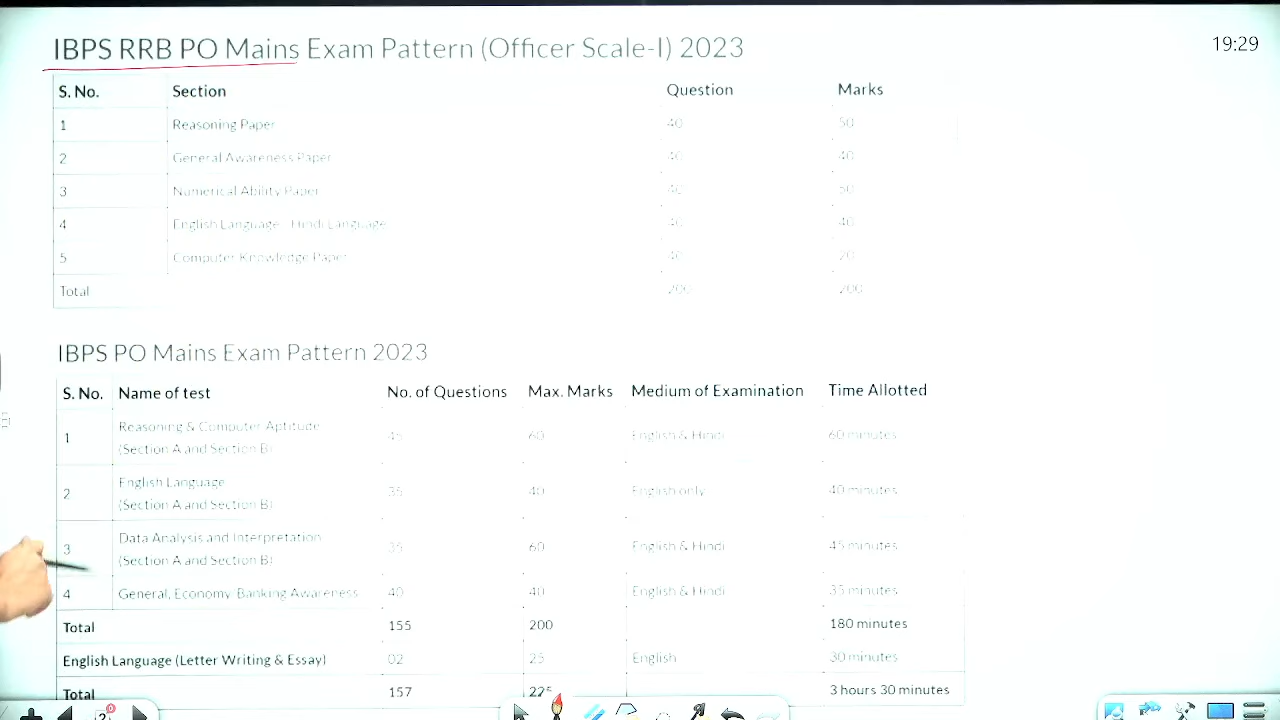 IBPS RRB PO Mains Exam Pattern (Officer Scale-I) 2023
19:29
S. No. Section Question Marks
1 Reasoning Paper 40 50
2 General Awareness Paper 40 40
3 Numerical Ability Paper 40 50
4 English Language Hindi Language 40 40
5 Computer Knowledge Paper 40 20
Total 200 200
IBPS PO Mains Exam Pattern 2023
S. No. Name of test No. of Questions Max. Marks Medium of Examination Time Allotted
1 Reasoning & Computer Aptitude 45 60 English & Hindi 60 minutes
(Section A and Section B)
2 English Language 35 40 English only 40 minutes
(Section A and Section B)
3 Data Analysis and Interpretation 35 60 English & Hindi 45 minutes
(Section A and Section B)
4 General, Economy Banking Awareness 40 40 English & Hindi 35 minutes
Total 155 200 180 minutes
English Language (Letter Writing & Essay) 02 25 English 30 minutes
Total 157 225 3 hours 30 minutes